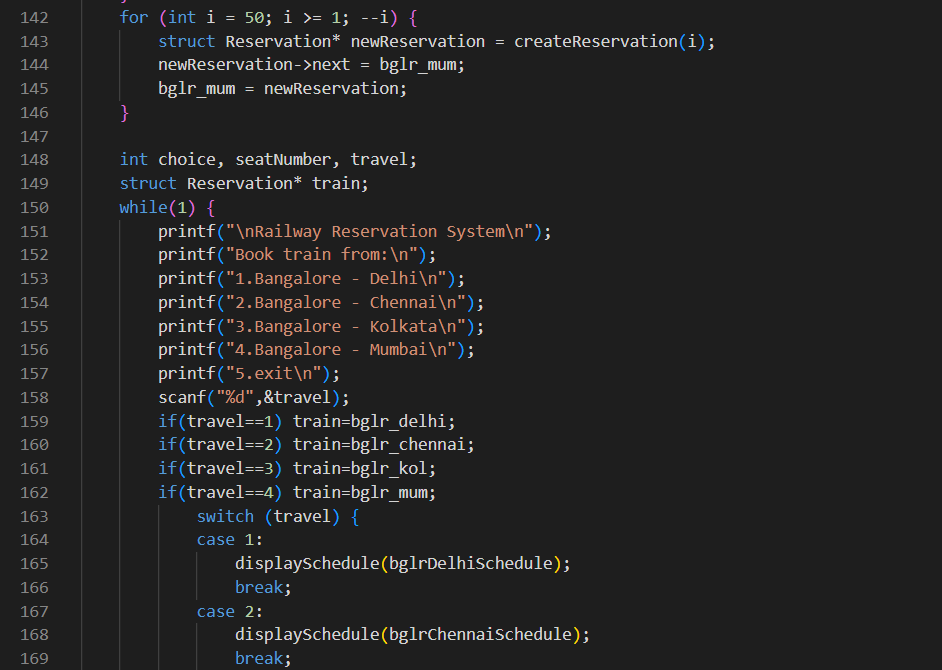 142 for (int i = 50; i >= 1; --i) {
143 struct Reservation* newReservation = createReservation(i);
144 newReservation->next = bglr_mum;
145 bglr_mum = newReservation;
146 }
147
148 int choice, seatNumber, travel;
149 struct Reservation* train;
150 while(1) {
151 printf("\nRailway Reservation System\n");
152 printf("Book train from:\n");
153 printf("1.Bangalore - Delhi\n");
154 printf("2.Bangalore - Chennai\n");
155 printf("3.Bangalore - Kolkata\n");
156 printf("4.Bangalore - Mumbai\n");
157 printf("5.exit\n");
158 scanf("%d",&travel);
159 if(travel==1) train=bglr_delhi;
160 if(travel==2) train=bglr_chennai;
161 if(travel==3) train=bglr_kol;
162 if(travel==4) train=bglr_mum;
163 switch (travel) {
164 case 1:
165 displaySchedule(bglrDelhiSchedule);
166 break;
167 case 2:
168 displaySchedule(bglrChennaiSchedule);
169 break;